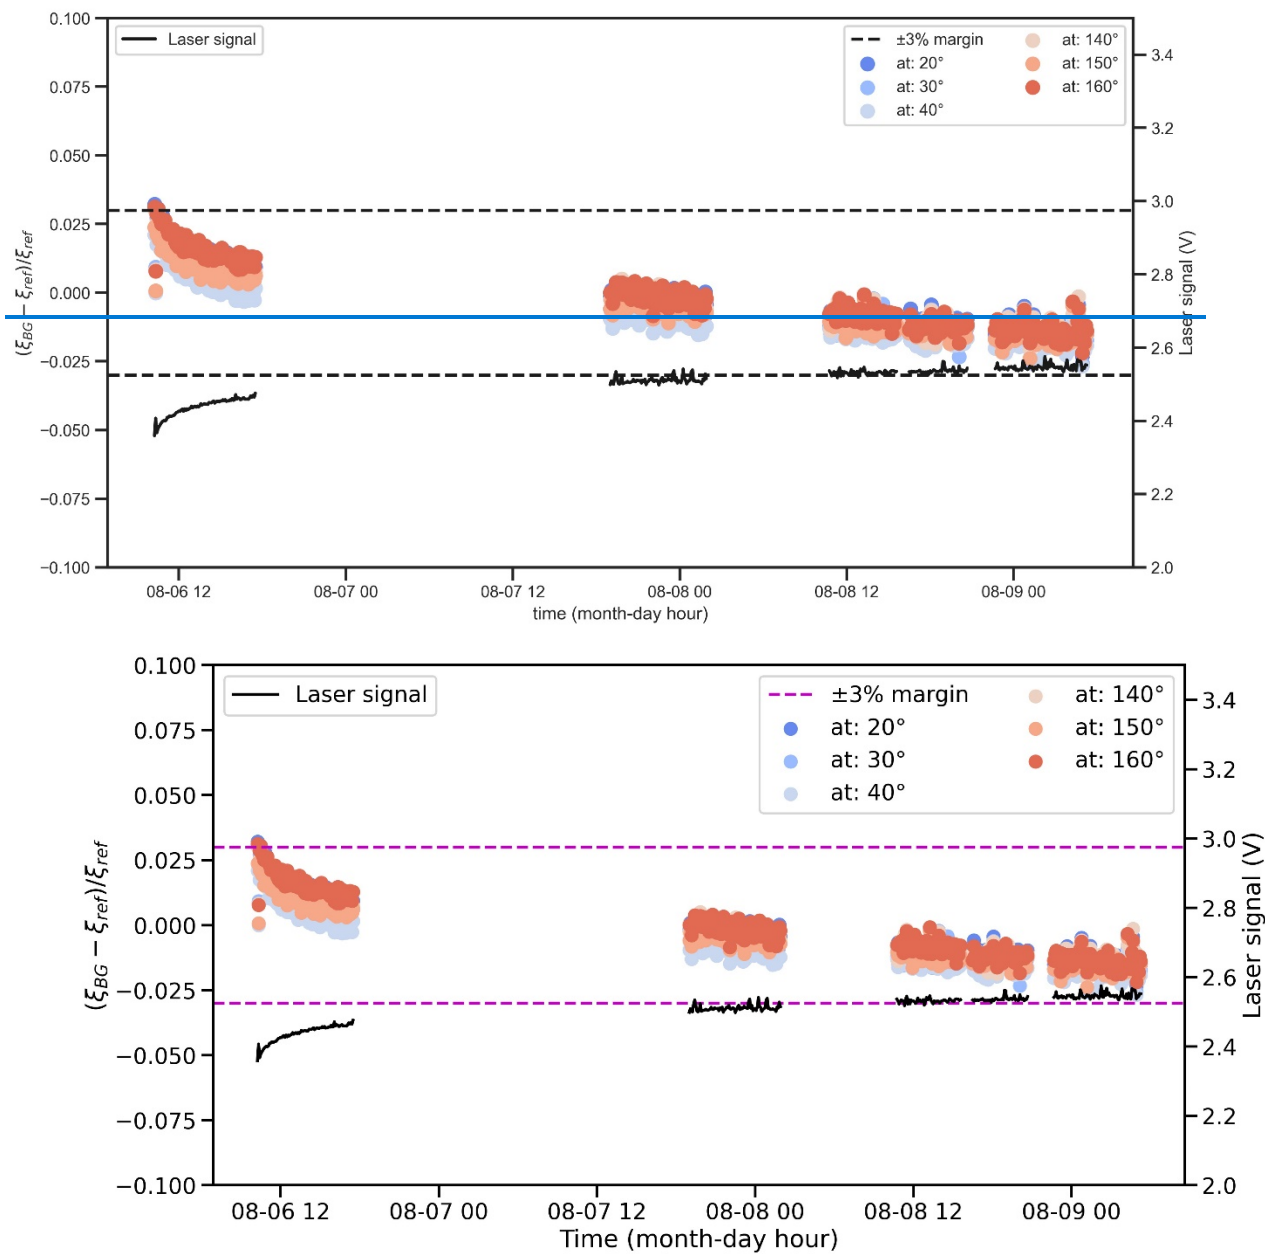 0.100
0.075
0.050
0.025
0.000
−0.025
−0.050
−0.075
−0.100
(ξBG − ξref)/ξref
Laser signal
±3% margin
at: 20°
at: 30°
at: 40°
at: 140°
at: 150°
at: 160°
3.4
3.2
3.0
2.8
2.6
2.4
2.2
2.0
Laser signal (V)
08-06 12 08-07 00 08-07 12 08-08 00 08-08 12 08-09 00
time (month-day hour)
0.100
0.075
0.050
0.025
0.000
−0.025
−0.050
−0.075
−0.100
(ξBG − ξref)/ξref
Laser signal
±3% margin
at: 20°
at: 30°
at: 40°
at: 140°
at: 150°
at: 160°
3.4
3.2
3.0
2.8
2.6
2.4
2.2
2.0
Laser signal (V)
08-06 12 08-07 00 08-07 12 08-08 00 08-08 12 08-09 00
Time (month-day hour)